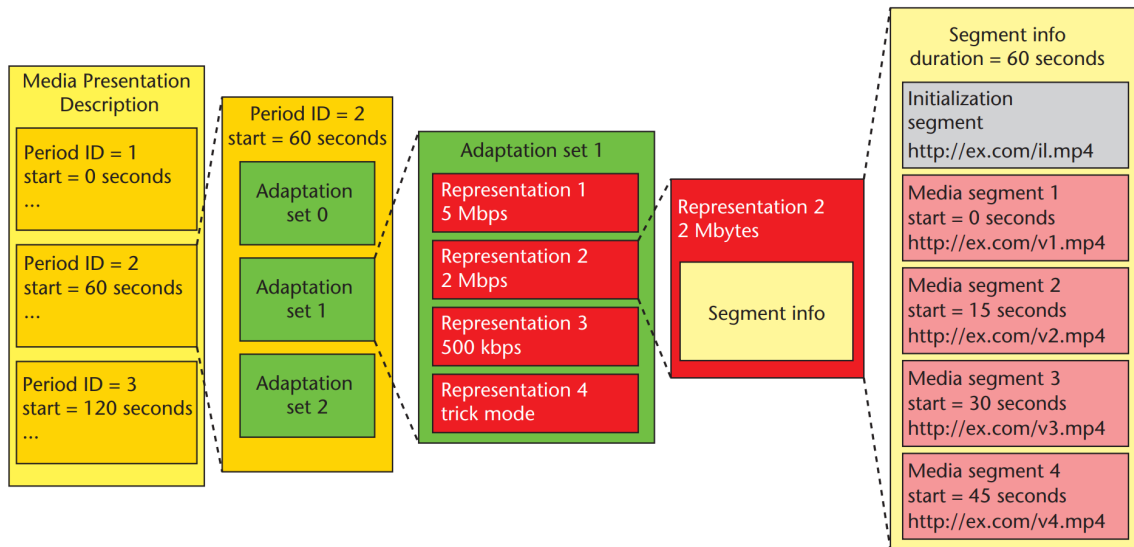 Media Presentation
Description
Period ID = 1
start = 0 seconds
...
Period ID = 2
start = 60 seconds
...
Period ID = 3
start = 120 seconds
...
Period ID = 2
start = 60 seconds
Adaptation
set 0
Adaptation
set 1
Adaptation
set 2
Adaptation set 1
Representation 1
5 Mbps
Representation 2
2 Mbps
Representation 3
500 kbps
Representation 4
trick mode
Representation 2
2 Mbytes
Segment info
Segment info
duration = 60 seconds
Initialization
segment
http://ex.com/il.mp4
Media segment 1
start = 0 seconds
http://ex.com/v1.mp4
Media segment 2
start = 15 seconds
http://ex.com/v2.mp4
Media segment 3
start = 30 seconds
http://ex.com/v3.mp4
Media segment 4
start = 45 seconds
http://ex.com/v4.mp4